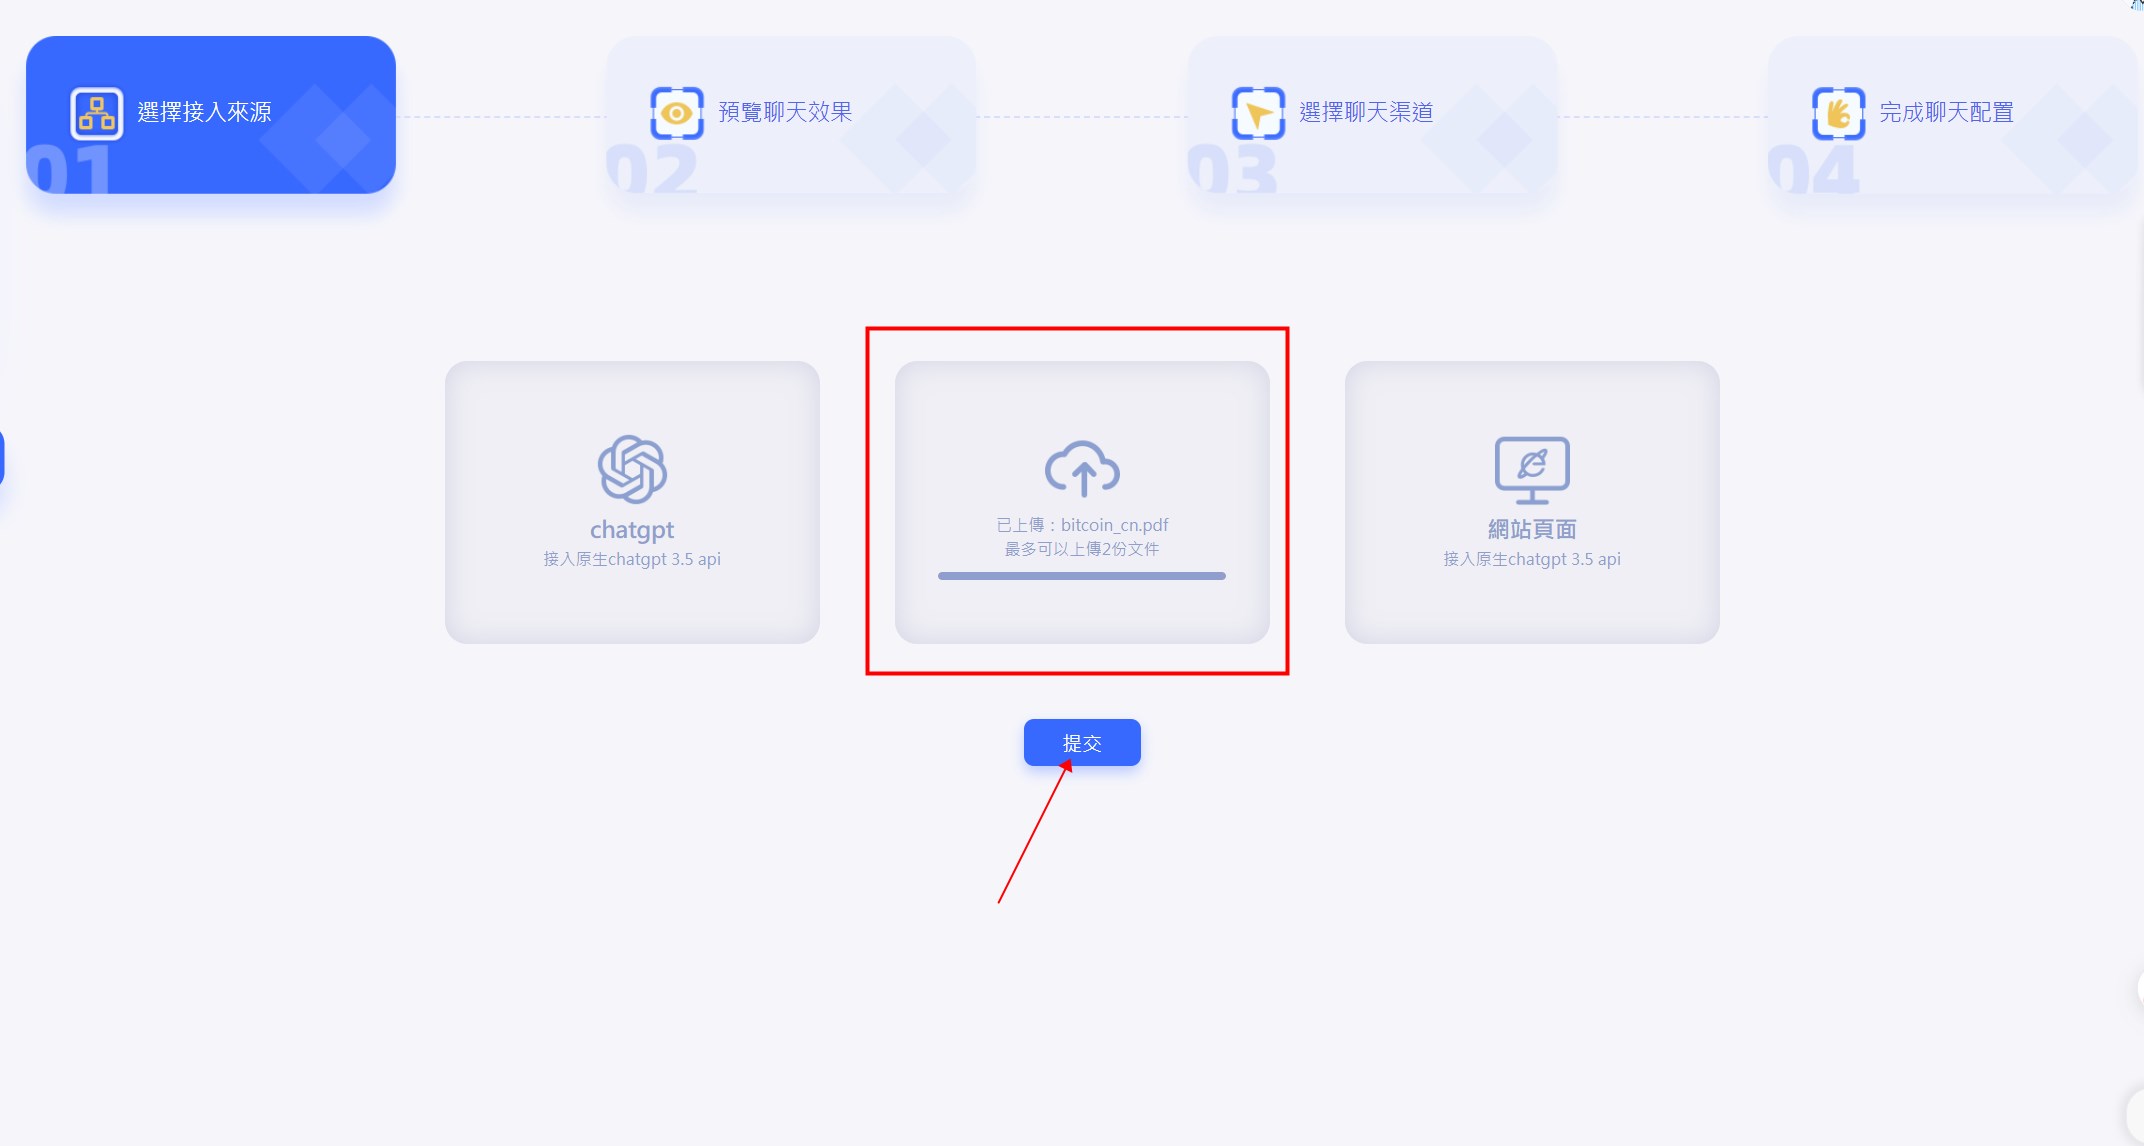 選擇接入來源
01
預覽聊天效果
02
選擇聊天渠道
03
完成聊天配置
04
chatgpt
接入原生chatgpt 3.5 api
已上傳：bitcoin_cn.pdf
最多可以上傳2份文件
網站頁面
接入原生chatgpt 3.5 api
提交